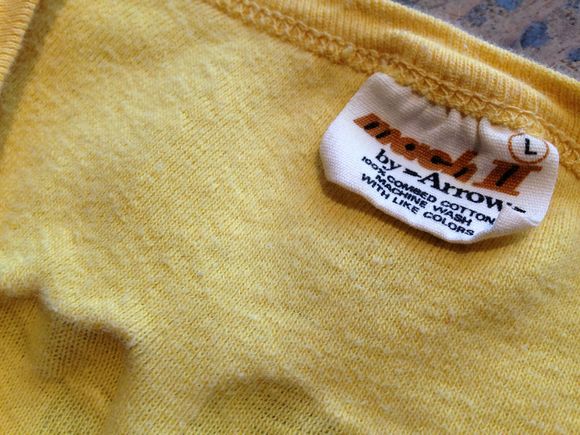 mach II
L
by -Arrow-
100% COMBED COTTON
MACHINE WASH
WITH LIKE COLORS